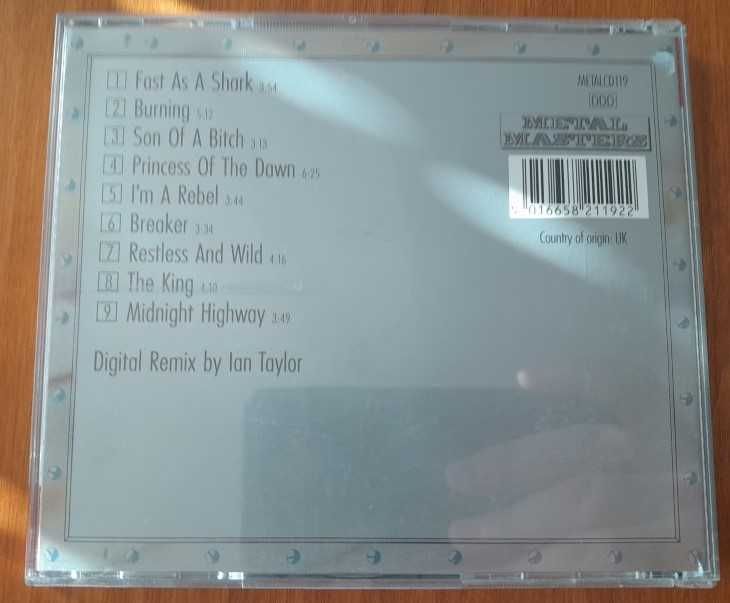 1 Fast As A Shark 3:54
2 Burning 5:12
3 Son Of A Bitch 3:13
4 Princess Of The Dawn 6:25
5 I'm A Rebel 3:44
6 Breaker 3:34
7 Restless And Wild 4:16
8 The King 4:10
9 Midnight Highway 3:49
Digital Remix by Ian Taylor
METALCD119
DDD
METAL
MASTERS
5 016658 211922
Country of origin: UK